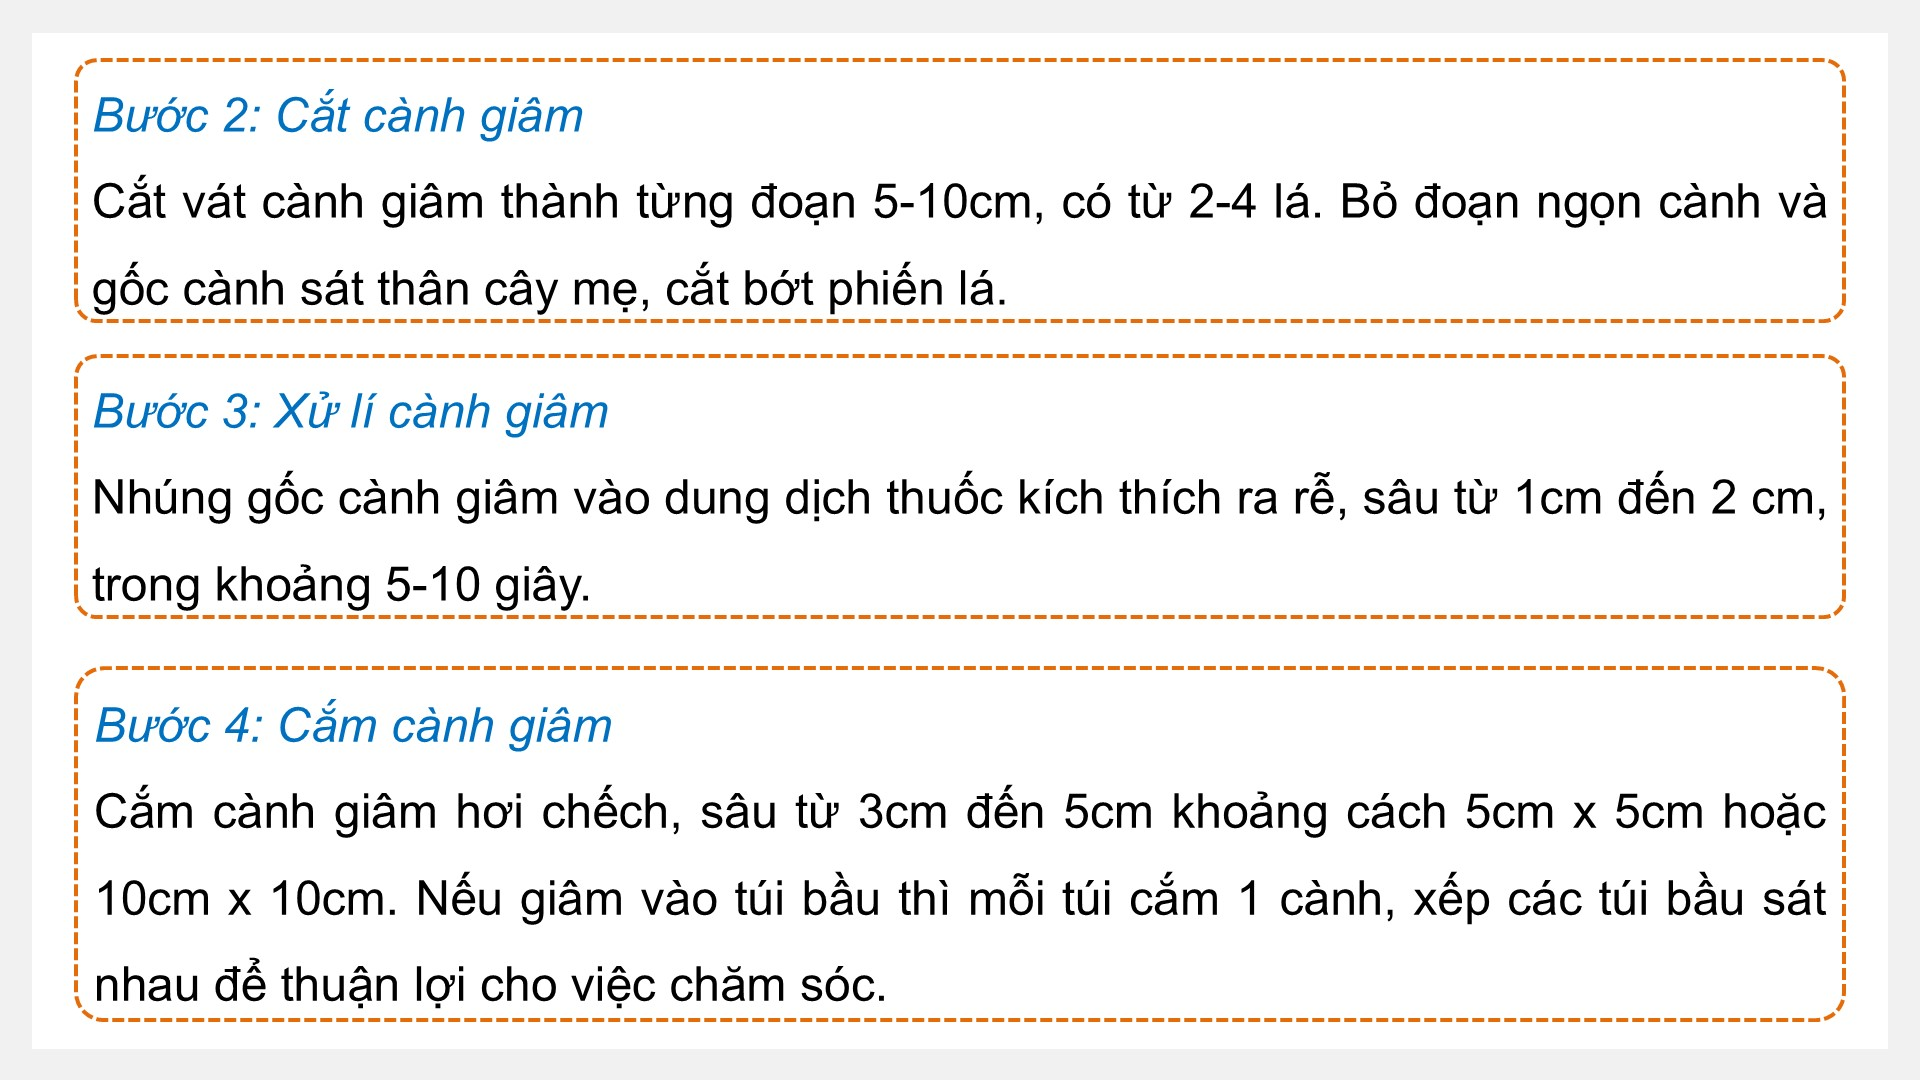 Bước 2: Cắt cành giâm
Cắt vát cành giâm thành từng đoạn 5-10cm, có từ 2-4 lá. Bỏ đoạn ngọn cành và
gốc cành sát thân cây mẹ, cắt bớt phiến lá.
Bước 3: Xử lí cành giâm
Nhúng gốc cành giâm vào dung dịch thuốc kích thích ra rễ, sâu từ 1cm đến 2 cm,
trong khoảng 5-10 giây.
Bước 4: Cắm cành giâm
Cắm cành giâm hơi chếch, sâu từ 3cm đến 5cm khoảng cách 5cm x 5cm hoặc
10cm x 10cm. Nếu giâm vào túi bầu thì mỗi túi cắm 1 cành, xếp các túi bầu sát
nhau để thuận lợi cho việc chăm sóc.